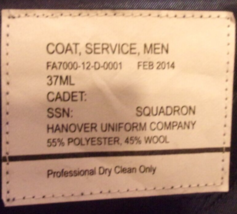 COAT, SERVICE, MEN
FA7000-12-D-0001 FEB 2014
37ML
CADET:
SSN: SQUADRON
HANOVER UNIFORM COMPANY
55% POLYESTER, 45% WOOL
Professional Dry Clean Only